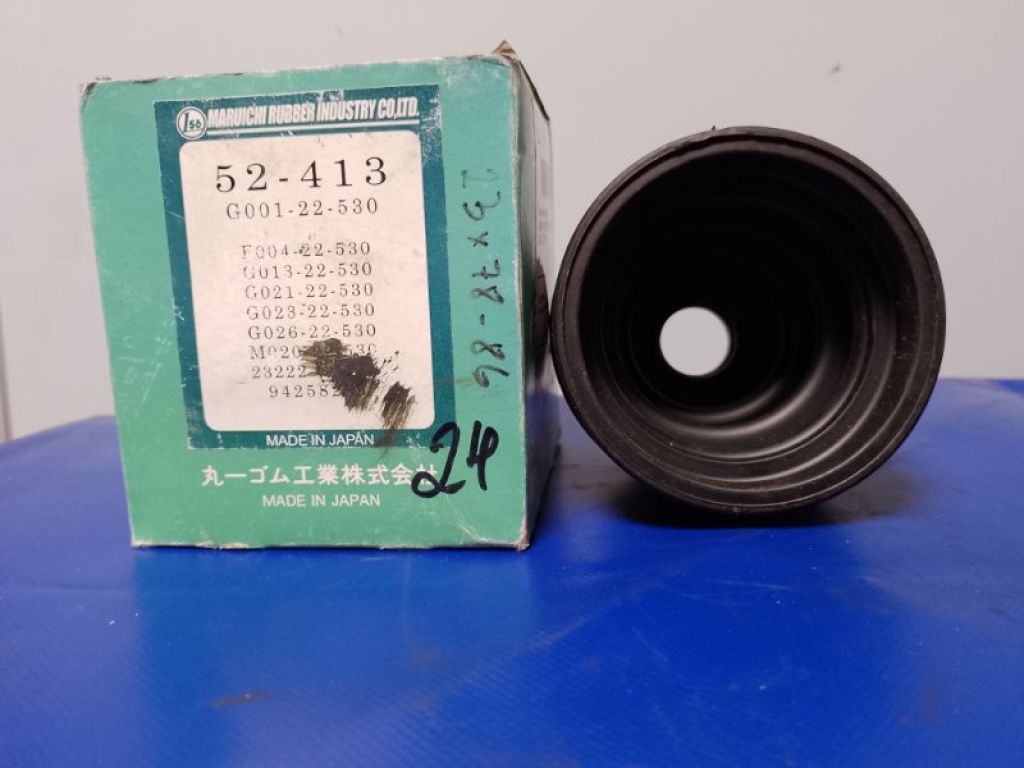 1 56 MARUICHI RUBBER INDUSTRY CO,LTD.
52-413
G001-22-530
F004-22-530
G013-22-530
G021-22-530
G023-22-530
G026-22-530
MADE IN JAPAN
丸一ゴム工業株式会社
MADE IN JAPAN
24